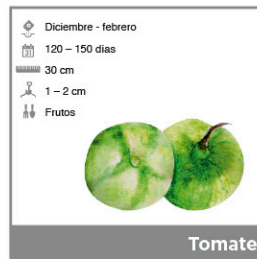 Diciembre - febrero
120 – 150 días
30 cm
1 – 2 cm
Frutos
Tomate